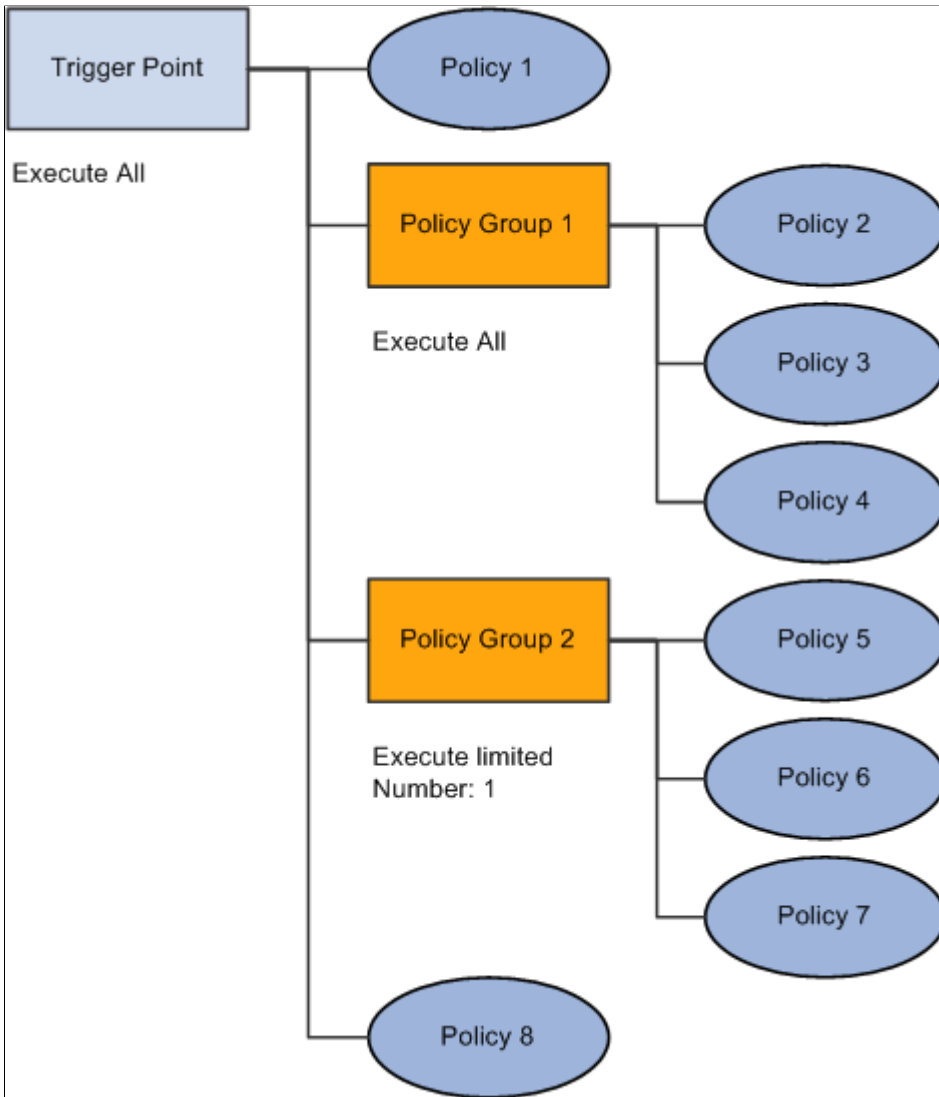 Trigger Point
Policy 1
Execute All
Policy Group 1
Policy 2
Execute All
Policy 3
Policy 4
Policy Group 2
Policy 5
Execute limited
Number: 1
Policy 6
Policy 7
Policy 8